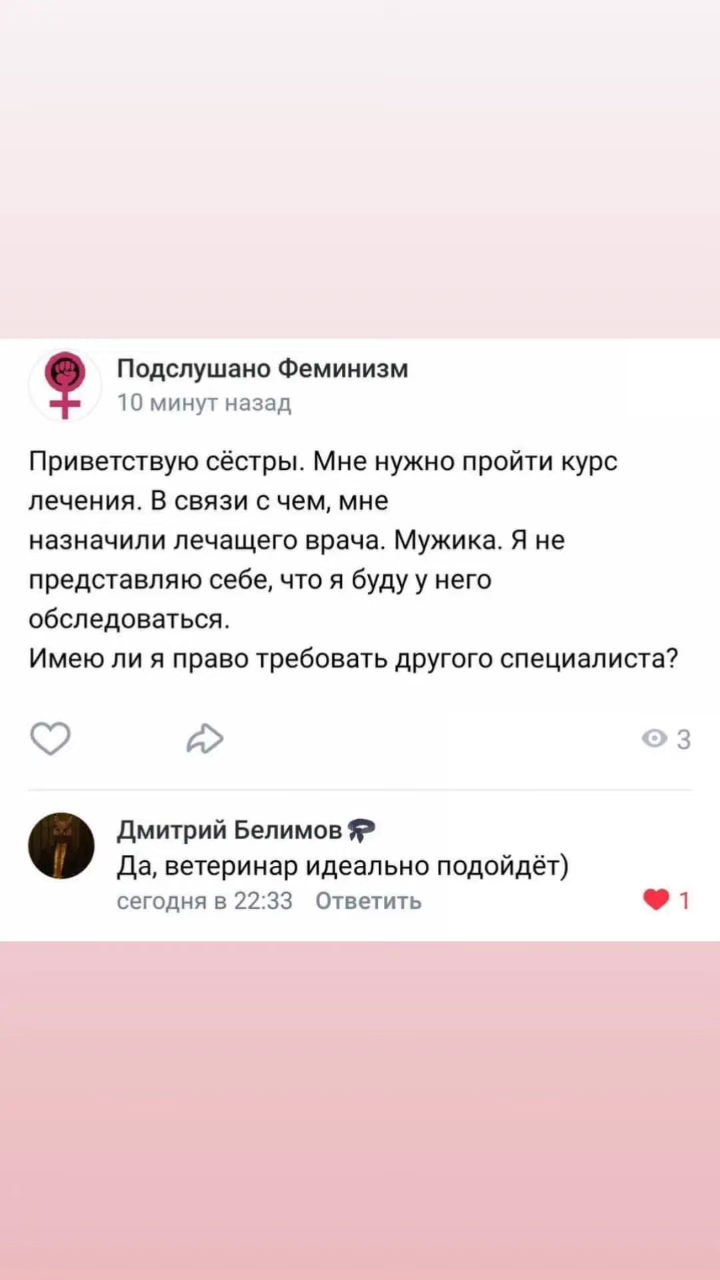 Подслушано Феминизм
10 минут назад
Приветствую сёстры. Мне нужно пройти курс
лечения. В связи с чем, мне
назначили лечащего врача. Мужика. Я не
представляю себе, что я буду у него
обследоваться.
Имею ли я право требовать другого специалиста?
3
Дмитрий Белимов
Да, ветеринар идеально подойдёт)
сегодня в 22:33 Ответить
1